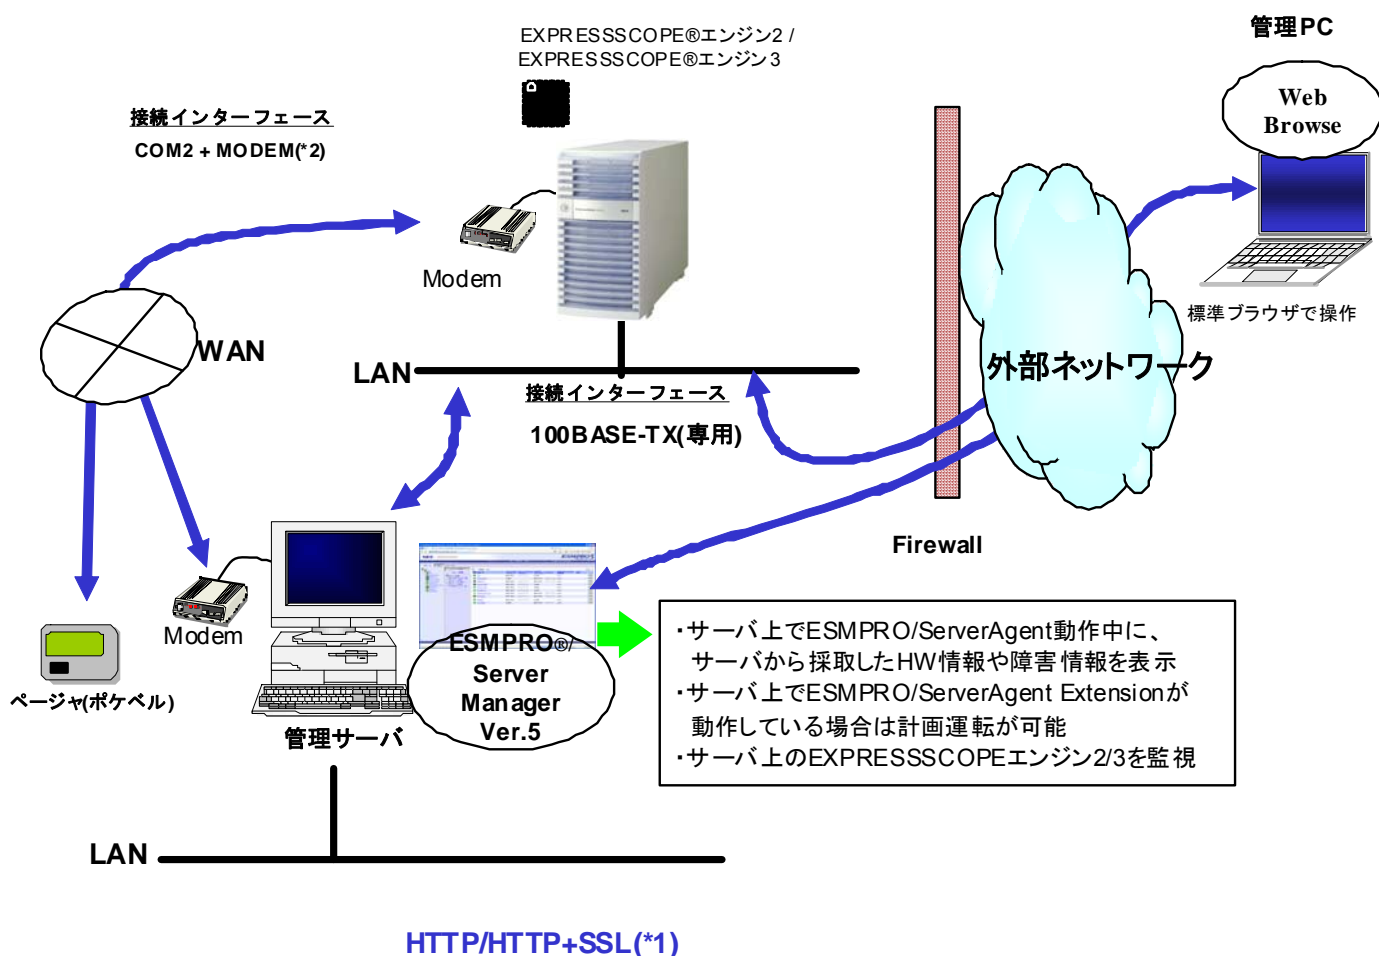 EXPRESSSCOPE®エンジン2 /
EXPRESSSCOPE®エンジン3
管理PC
Web
Browse
接続インターフェース
COM2 + MODEM(*2)
Modem
標準ブラウザで操作
WAN
外部ネットワーク
LAN
接続インターフェース
100BASE-TX(専用)
Firewall
Modem
ESMPRO®/
Server
Manager
Ver.5
ページャ(ポケベル)
管理サーバ
・サーバ上でESMPRO/ServerAgent動作中に、
サーバから採取したHW情報や障害情報を表示
・サーバ上でESMPRO/ServerAgent Extensionが
動作している場合は計画運転が可能
・サーバ上のEXPRESSSCOPEエンジン2/3を監視
LAN
HTTP/HTTP+SSL(*1)